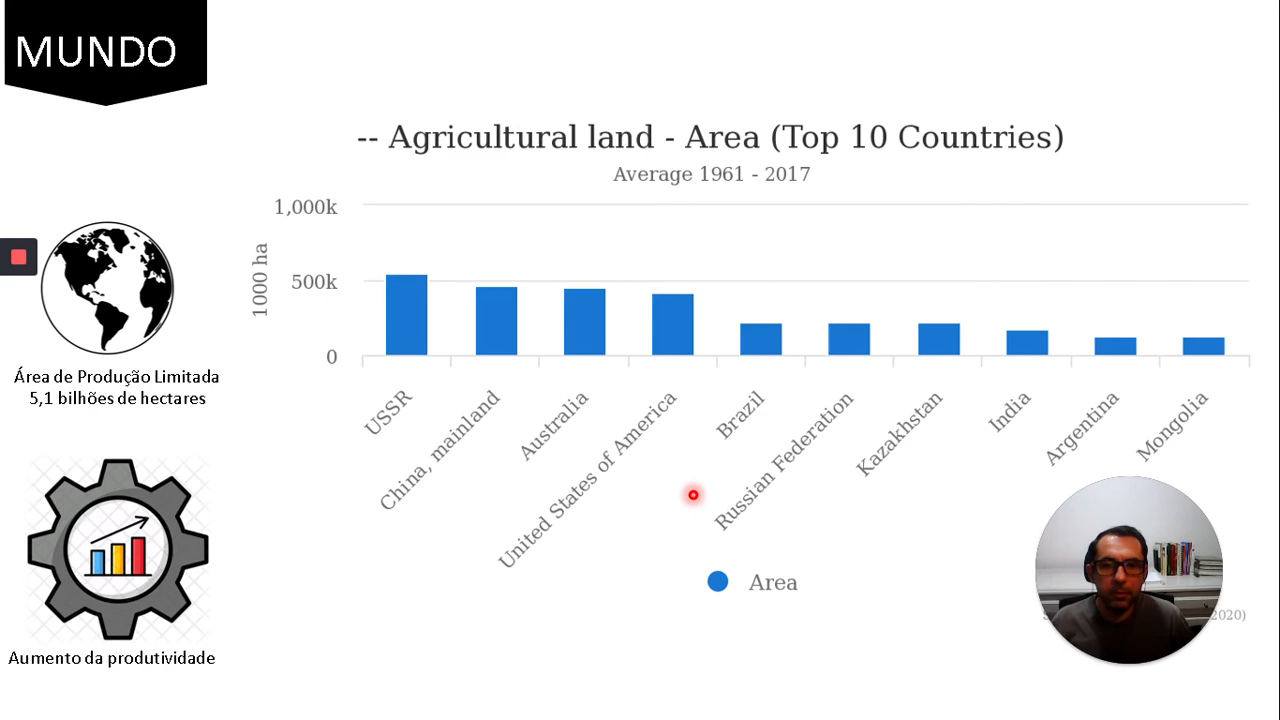 MUNDO
-- Agricultural land - Area (Top 10 Countries)
Average 1961 - 2017
1,000k
500k
0
1000 ha
USSR
China, mainland
Australia
United States of America
Brazil
Russian Federation
Kazakhstan
India
Argentina
Mongolia
Area
2020)
Área de Produção Limitada
5,1 bilhões de hectares
Aumento da produtividade